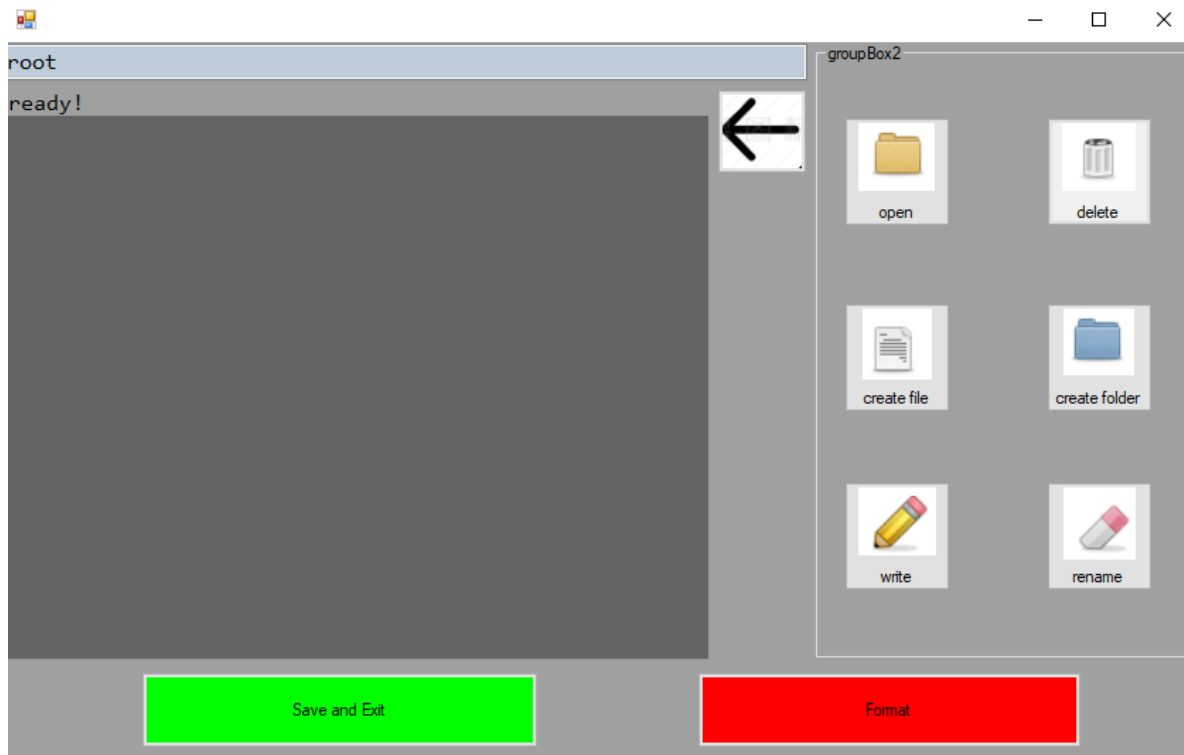 root
groupBox2
ready!
open
delete
create file
create folder
write
rename
Save and Exit
Format